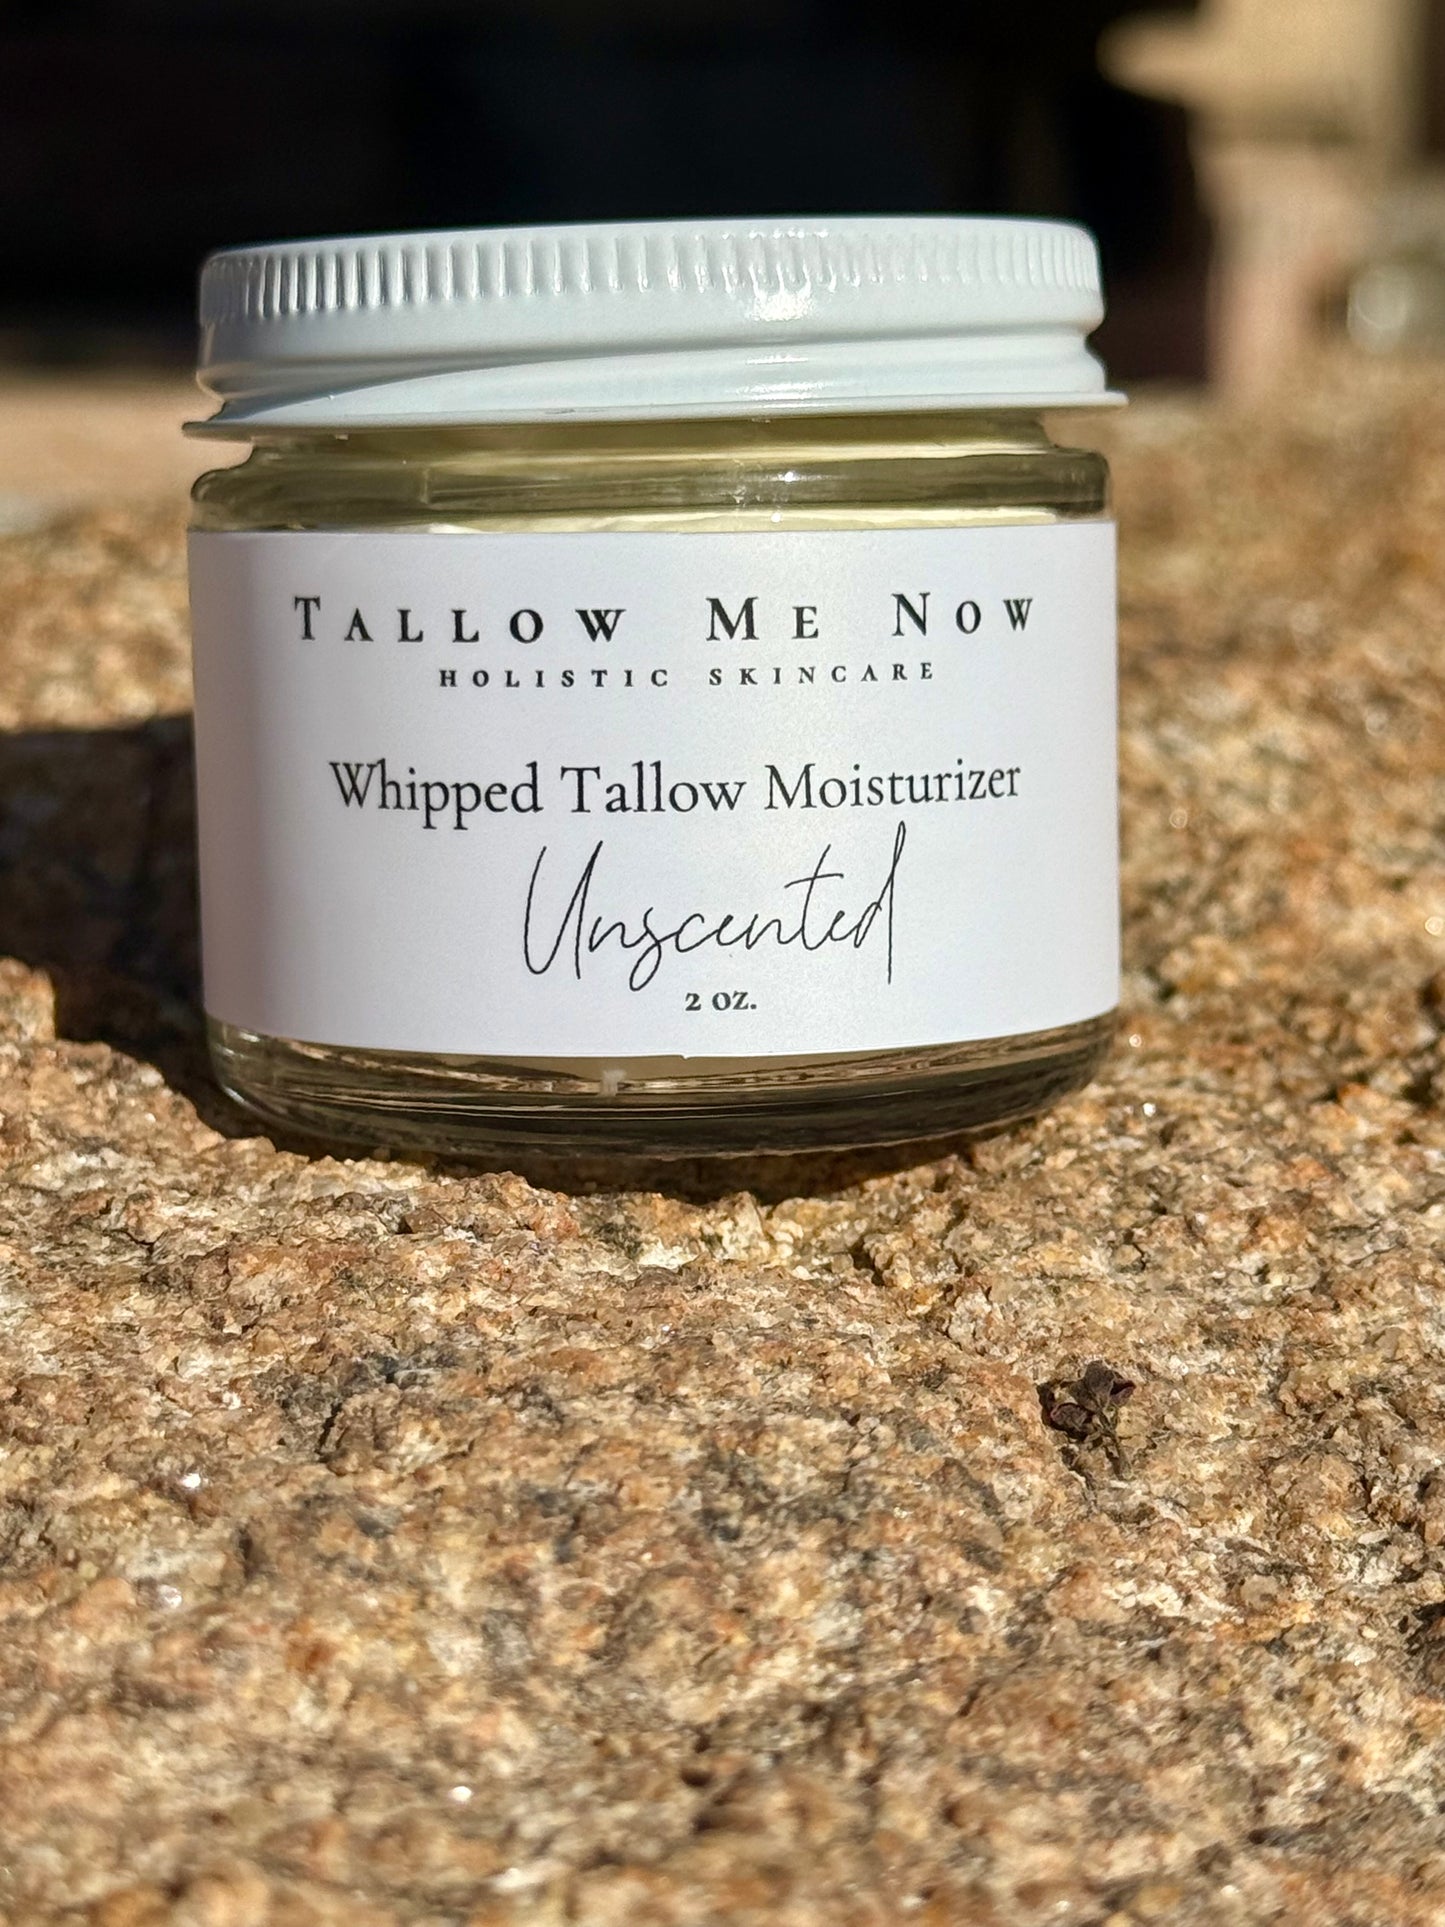 Tallow Me Now
HOLISTIC SKINCARE
Whipped Tallow Moisturizer
Unscented
2 OZ.